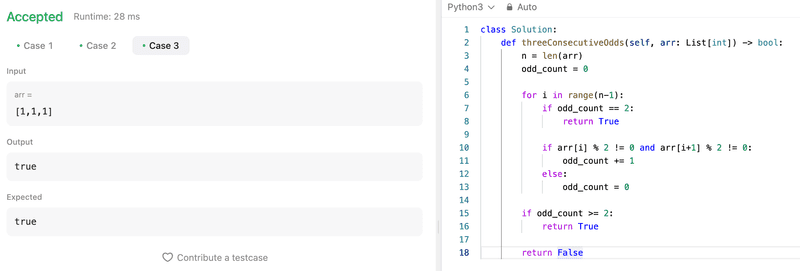 Accepted Runtime: 28 ms
• Case 1 • Case 2 • Case 3
Input
arr =
[1,1,1]
Output
true
Expected
true
Contribute a testcase
Python3 Auto
1 class Solution:
2 def threeConsecutiveOdds(self, arr: List[int]) -> bool:
3 n = len(arr)
4 odd_count = 0
5
6 for i in range(n-1):
7 if odd_count == 2:
8 return True
9
10 if arr[i] % 2 != 0 and arr[i+1] % 2 != 0:
11 odd_count += 1
12 else:
13 odd_count = 0
14
15 if odd_count >= 2:
16 return True
17
18 return False